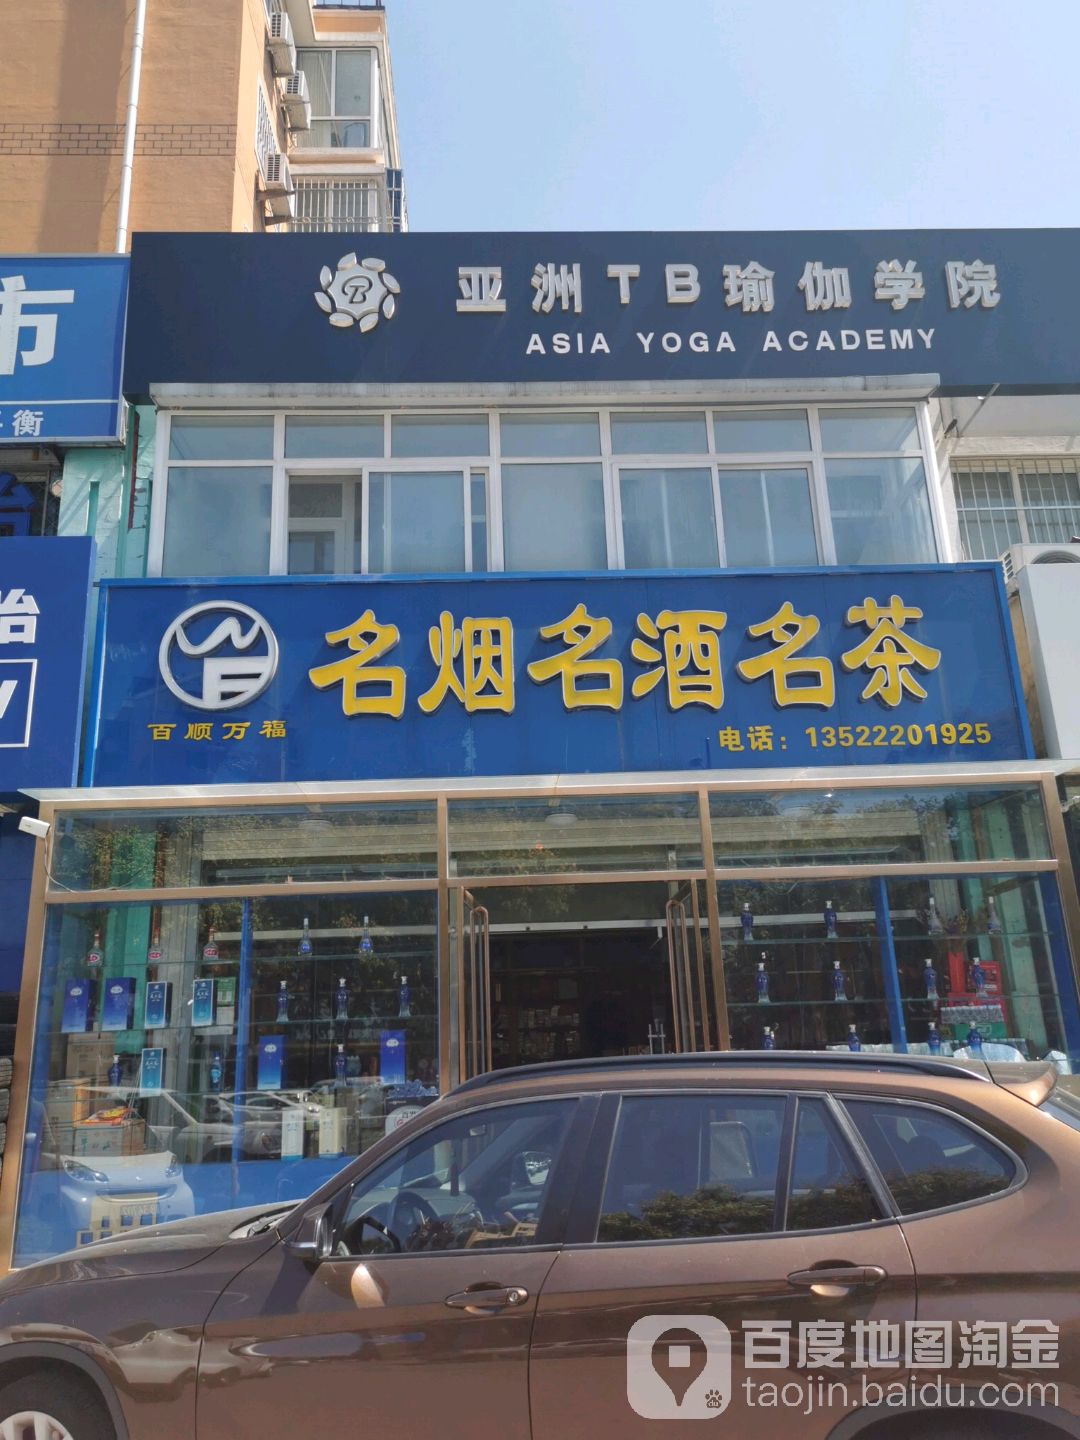 亚洲TB瑜伽学院
ASIA YOGA ACADEMY
市
衡
名烟名酒名茶
百顺万福
电话：13522201925
百度地图淘金
taojin.baidu.com